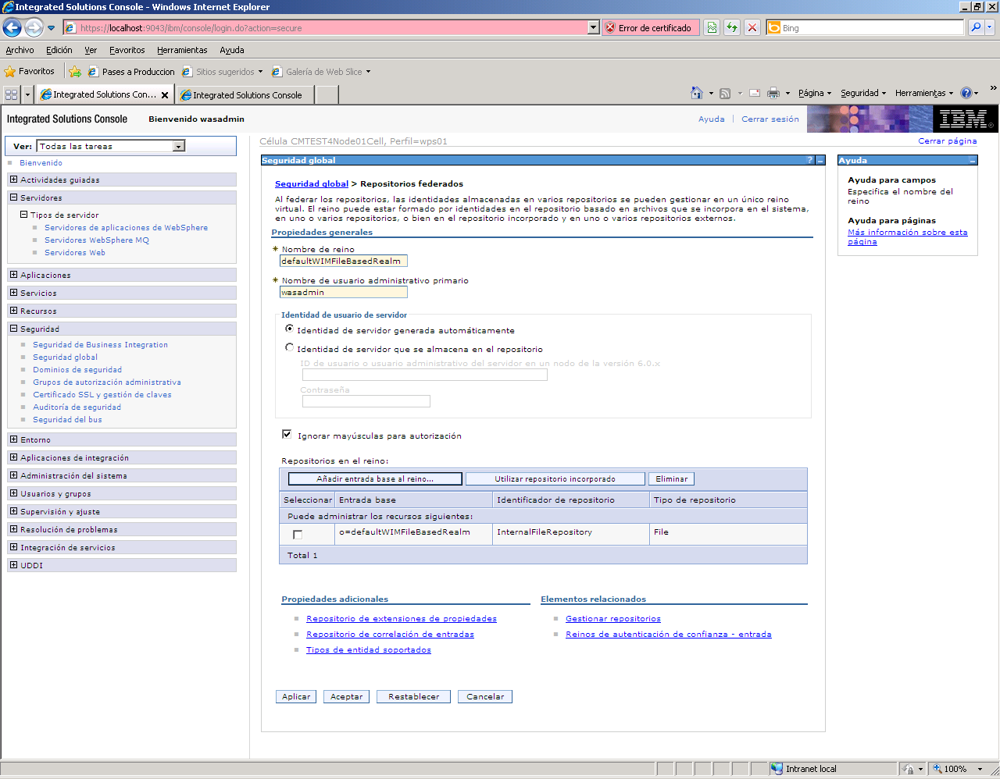 Integrated Solutions Console - Windows Internet Explorer
https://localhost:9043/ibm/console/login.do?action=secure
Error de certificado
Bing
Archivo Edición Ver Favoritos Herramientas Ayuda
Favoritos Pases a Produccion Sitios sugeridos Galería de Web Slice
Integrated Solutions Con... Integrated Solutions Console
Página Seguridad Herramientas
Integrated Solutions Console Bienvenido wasadmin
Ayuda | Cerrar sesión
IBM
Ver: Todas las tareas
Bienvenido
Actividades guiadas
Servidores
Tipos de servidor
Servidores de aplicaciones de WebSphere
Servidores WebSphere MQ
Servidores Web
Aplicaciones
Servicios
Recursos
Seguridad
Seguridad de Business Integration
Seguridad global
Dominios de seguridad
Grupos de autorización administrativa
Certificado SSL y gestión de claves
Auditoría de seguridad
Seguridad del bus
Entorno
Aplicaciones de integración
Administración del sistema
Usuarios y grupos
Supervisión y ajuste
Resolución de problemas
Integración de servicios
UDDI
Célula CMTEST4Node01Cell, Perfil=wps01
Cerrar página
Seguridad global
?
Seguridad global > Repositorios federados
Al federar los repositorios, las identidades almacenadas en varios repositorios se pueden gestionar en un único reino
virtual. El reino puede estar formado por identidades en el repositorio basado en archivos que se incorpora en el sistema,
en uno o varios repositorios, o bien en el repositorio incorporado y en uno o varios repositorios externos.
Propiedades generales
* Nombre de reino
defaultWIMFileBasedRealm
* Nombre de usuario administrativo primario
wasadmin
Identidad de usuario de servidor
Identidad de servidor generada automáticamente
Identidad de servidor que se almacena en el repositorio
ID de usuario o usuario administrativo del servidor en un nodo de la versión 6.0.x
Contraseña
Ignorar mayúsculas para autorización
Repositorios en el reino:
Añadir entrada base al reino... Utilizar repositorio incorporado Eliminar
Seleccionar Entrada base Identificador de repositorio Tipo de repositorio
Puede administrar los recursos siguientes:
o=defaultWIMFileBasedRealm InternalFileRepository File
Total 1
Propiedades adicionales
Repositorio de extensiones de propiedades
Repositorio de correlación de entradas
Tipos de entidad soportados
Elementos relacionados
Gestionar repositorios
Reinos de autenticación de confianza - entrada
Aplicar Aceptar Restablecer Cancelar
Ayuda
Ayuda para campos
Especifica el nombre del
reino
Ayuda para páginas
Más información sobre esta
página
Intranet local
100%